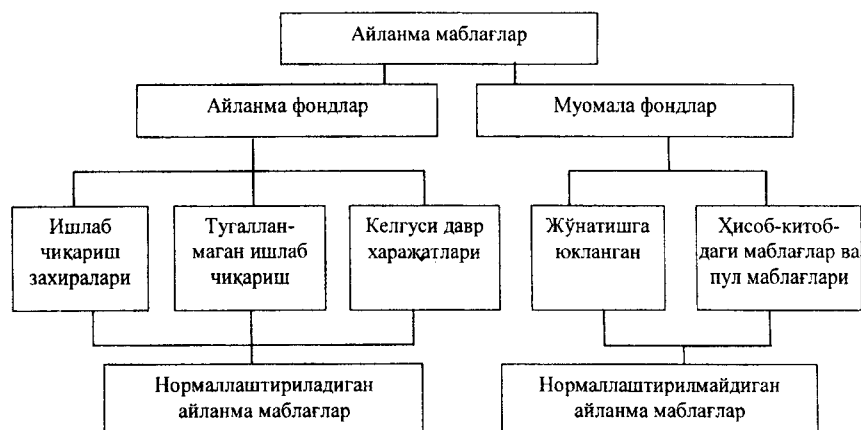 Айланма маблағлар
Айланма фондлар
Муомала фондлар
Ишлаб
чиқариш
захиралари
Тугаллан-
маган ишлаб
чиқариш
Келгуси давр
харажатлари
Жўнатишга
юкланган
Ҳисоб-китоб-
даги маблағлар ва
пул маблағлари
Нормаллаштириладиган
айланма маблағлар
Нормаллаштирилмайдиган
айланма маблағлар